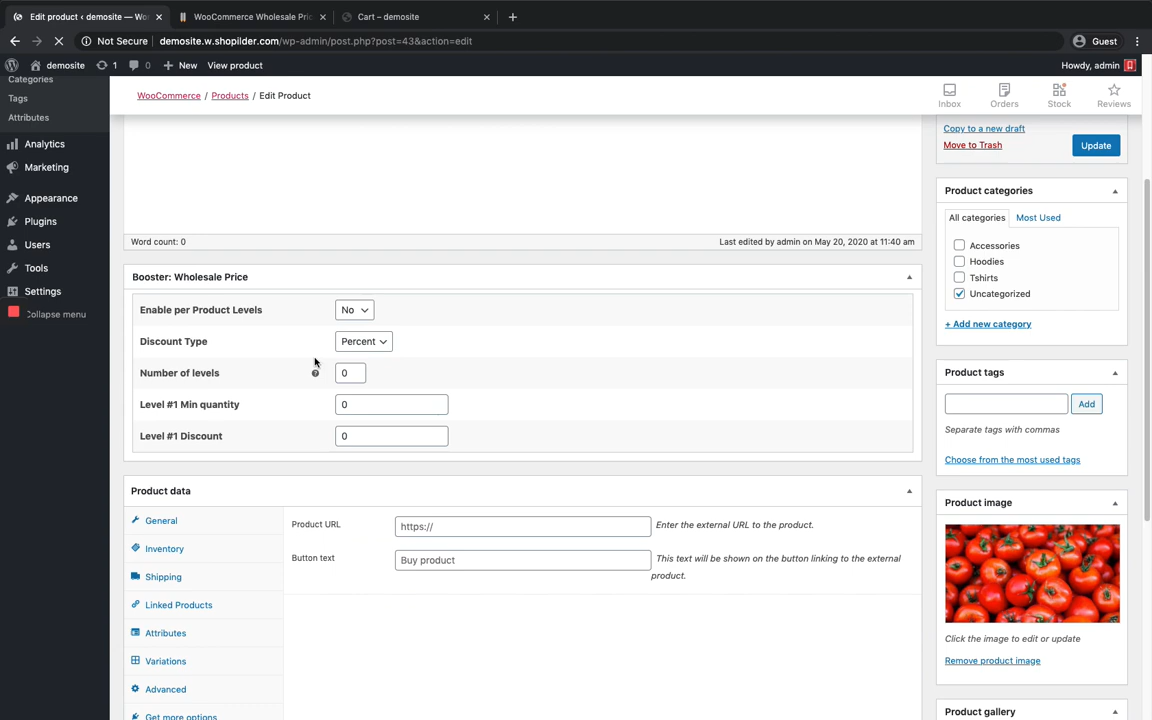 Edit product ‹ demosite — Wo
WooCommerce Wholesale Pri
Cart – demosite
Not Secure
demosite.w.shopilder.com/wp-admin/post.php?post=43&action=edit
Guest
demosite
1
0
New
View product
Howdy, admin
Categories
Tags
Attributes
Analytics
Marketing
Appearance
Plugins
Users
Tools
Settings
Collapse menu
WooCommerce / Products / Edit Product
Inbox
Orders
Stock
Reviews
Word count: 0
Last edited by admin on May 20, 2020 at 11:40 am
Booster: Wholesale Price
Enable per Product Levels
No
Discount Type
Percent
Number of levels
0
Level #1 Min quantity
0
Level #1 Discount
0
Product data
General
Inventory
Shipping
Linked Products
Attributes
Variations
Advanced
Get more options
Product URL
https://
Enter the external URL to the product.
Button text
Buy product
This text will be shown on the button linking to the external
product.
Copy to a new draft
Move to Trash
Update
Product categories
All categories
Most Used
Accessories
Hoodies
Tshirts
Uncategorized
+ Add new category
Product tags
Add
Separate tags with commas
Choose from the most used tags
Product image
Click the image to edit or update
Remove product image
Product gallery